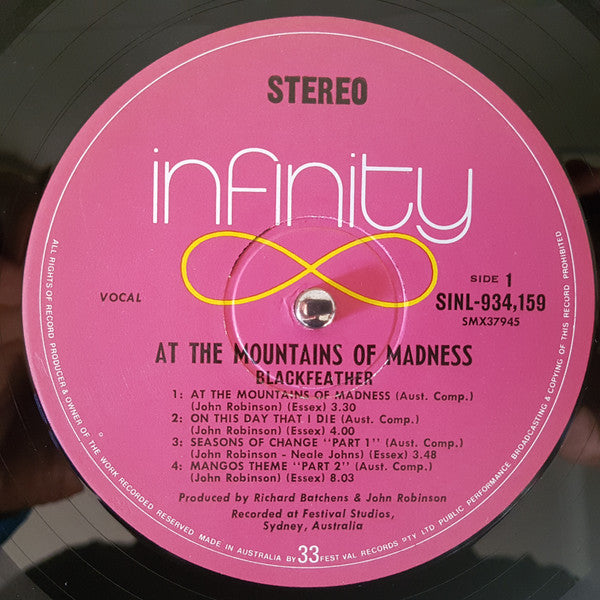 STEREO
infinity
VOCAL
SIDE 1
SINL-934,159
SMX37945
AT THE MOUNTAINS OF MADNESS
BLACKFEATHER
1: AT THE MOUNTAINS OF MADNESS (Aust. Comp.)
(John Robinson) (Essex) 3.30
2: ON THIS DAY THAT I DIE (Aust. Comp.)
(John Robinson) (Essex) 4.00
3: SEASONS OF CHANGE "PART 1" (Aust. Comp.)
(John Robinson - Neale Johns) (Essex) 3.48
4: MANGOS THEME "PART 2" (Aust. Comp.)
(John Robinson) (Essex) 8.03
Produced by Richard Batchens & John Robinson
Recorded at Festival Studios,
Sydney, Australia
33
ALL RIGHTS OF RECORD PRODUCER & OWNER OF THE WORK RECORDED RESERVED MADE IN AUSTRALIA BY FESTIVAL RECORDS PTY LTD PUBLIC PERFORMANCE BROADCASTING & COPYING OF THIS RECORD PROHIBITED